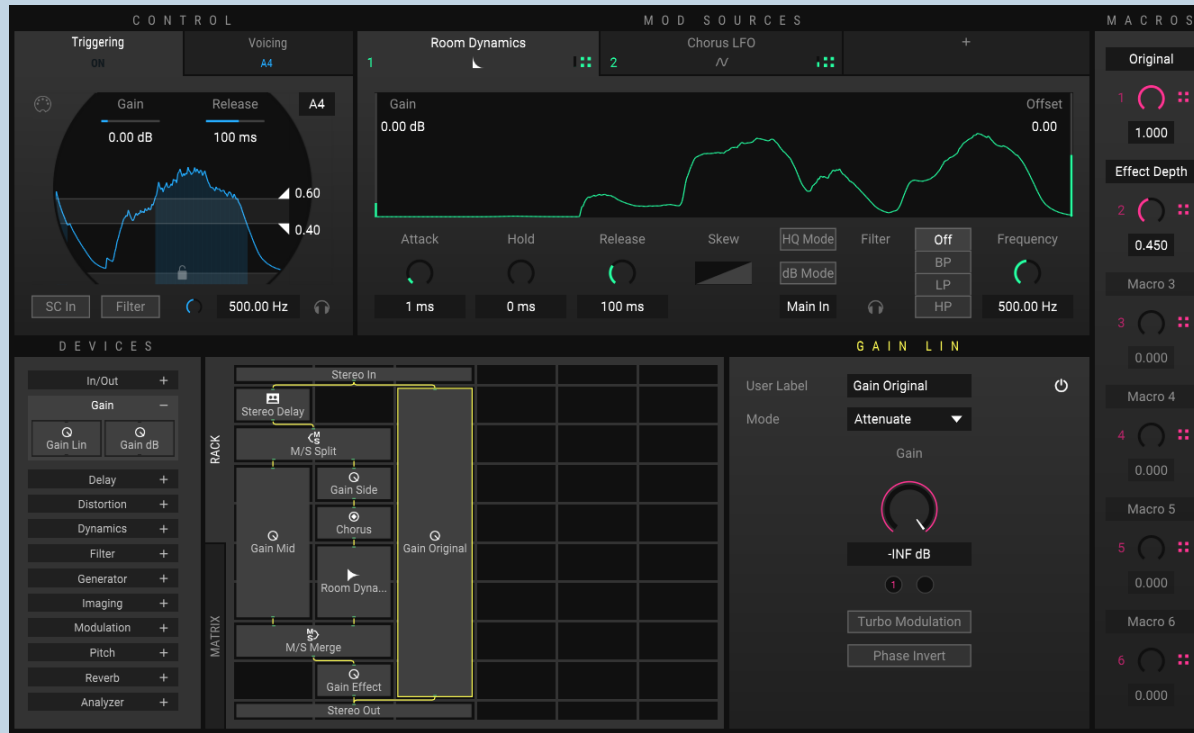 CONTROL
MOD SOURCES
MACROS
Triggering
ON
Voicing
A4
Room Dynamics
1
Chorus LFO
2
+
Gain
0.00 dB
Release
100 ms
A4
0.60
0.40
SC In
Filter
500.00 Hz
Gain
0.00 dB
Offset
0.00
Attack
Hold
Release
Skew
HQ Mode
Filter
Off
Frequency
dB Mode
BP
LP
1 ms
0 ms
100 ms
Main In
HP
500.00 Hz
Original
1
1.000
Effect Depth
2
0.450
Macro 3
3
0.000
Macro 4
4
0.000
Macro 5
5
0.000
Macro 6
6
0.000
DEVICES
In/Out +
Gain −
Gain Lin
Gain dB
Delay +
Distortion +
Dynamics +
Filter +
Generator +
Imaging +
Modulation +
Pitch +
Reverb +
Analyzer +
RACK
MATRIX
Stereo In
Stereo Delay
M
S
M/S Split
Gain Side
Chorus
Gain Mid
Gain Original
Room Dyna...
M
S
M/S Merge
Gain Effect
Stereo Out
GAIN LIN
User Label
Gain Original
Mode
Attenuate
Gain
-INF dB
1
Turbo Modulation
Phase Invert